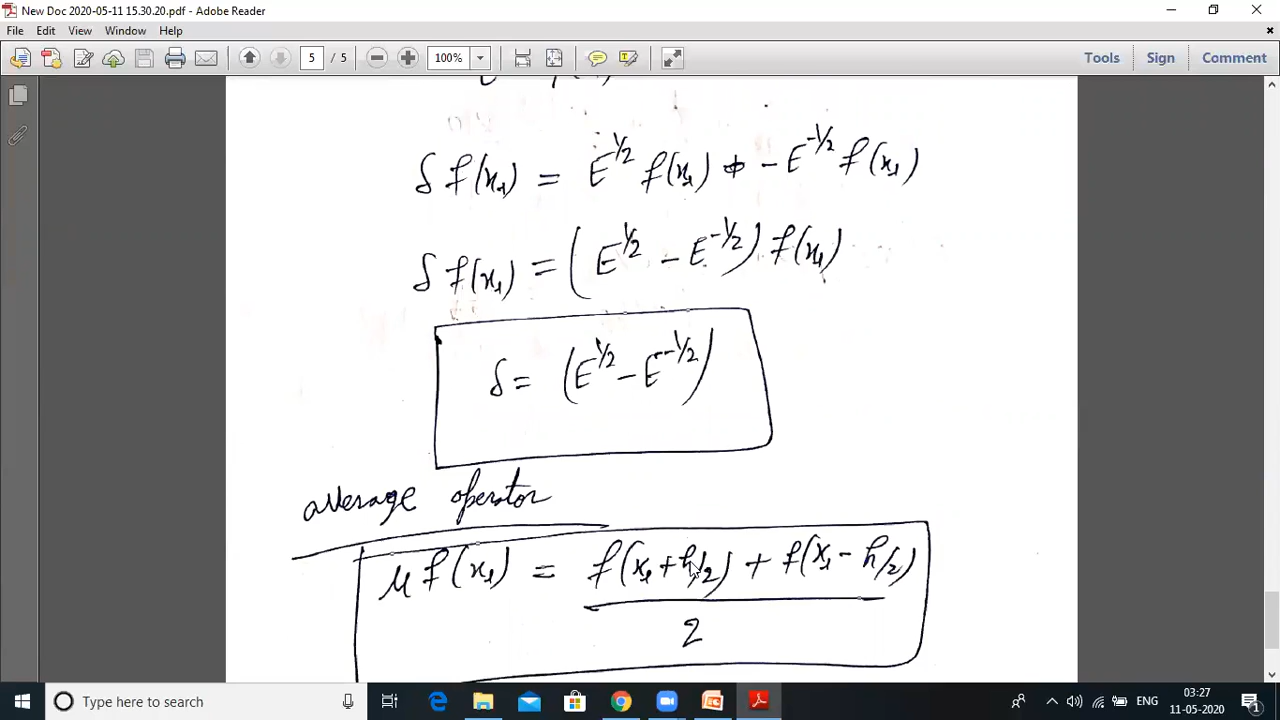 New Doc 2020-05-11 15.30.20.pdf - Adobe Reader
File Edit View Window Help
5 / 5 100% Tools Sign Comment
δ f(x₁) = E^1/2 f(x₁) - E^-1/2 f(x₁)
δ f(x₁) = (E^1/2 - E^-1/2) f(x₁)
δ = (E^1/2 - E^-1/2)
average operator
μ f(x₁) = f(x₁ + h/2) + f(x₁ - h/2)
2
Type here to search
ENG 03:27
11-05-2020
1